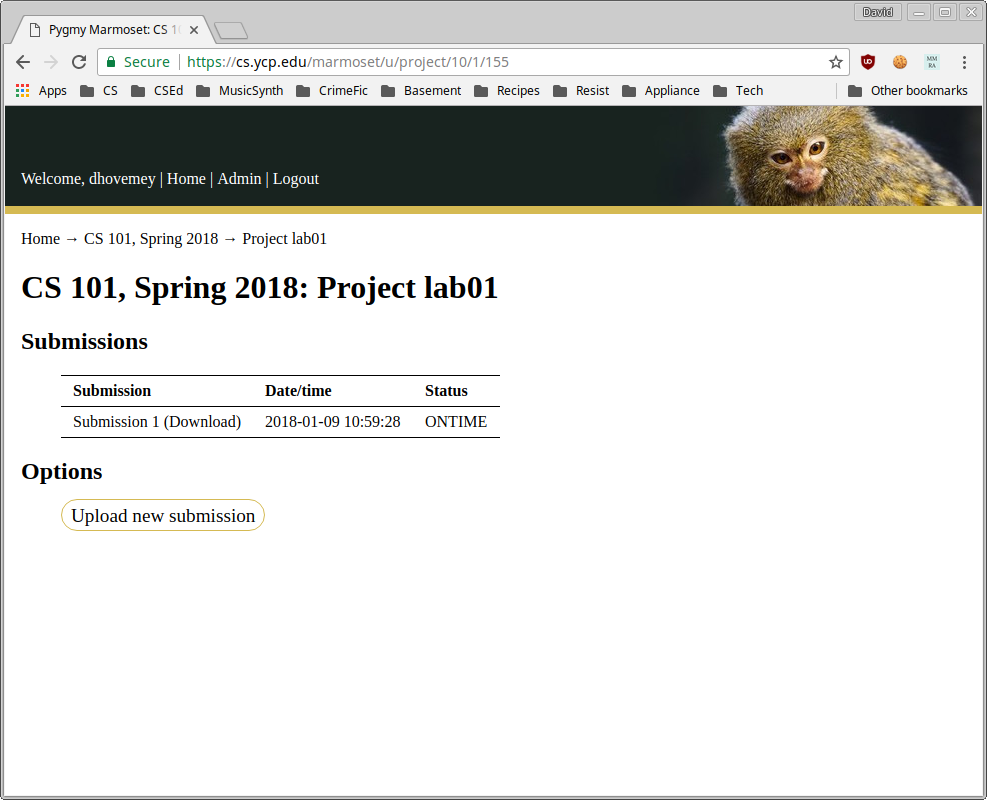 David
Pygmy Marmoset: CS 10
Secure https://cs.ycp.edu/marmoset/u/project/10/1/155
Apps CS CSEd MusicSynth CrimeFic Basement Recipes Resist Appliance Tech Other bookmarks
Welcome, dhovemey | Home | Admin | Logout
Home → CS 101, Spring 2018 → Project lab01
CS 101, Spring 2018: Project lab01
Submissions
Submission Date/time Status
Submission 1 (Download) 2018-01-09 10:59:28 ONTIME
Options
Upload new submission